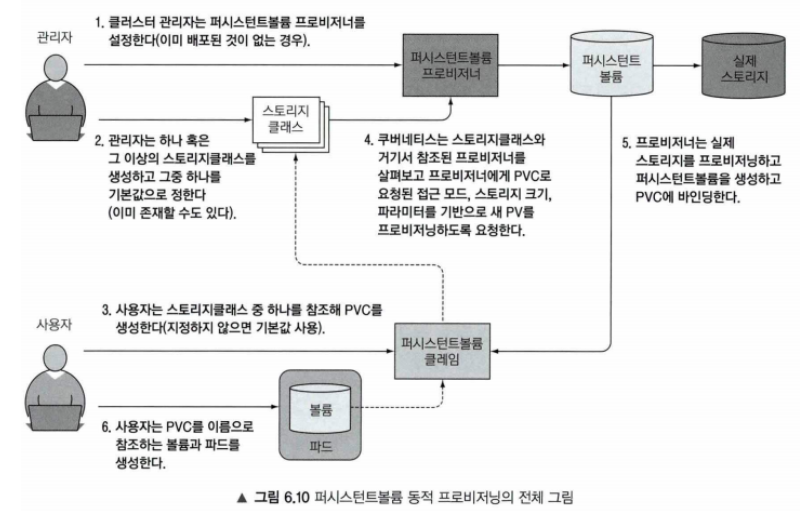 관리자
1. 클러스터 관리자는 퍼시스턴트볼륨 프로비저너를
설정한다(이미 배포된 것이 없는 경우).
퍼시스턴트볼륨
프로비저너
퍼시스턴트
볼륨
실제
스토리지
스토리지
클래스
2. 관리자는 하나 혹은
그 이상의 스토리지클래스를
생성하고 그중 하나를
기본값으로 정한다
(이미 존재할 수도 있다).
4. 쿠버네티스는 스토리지클래스와
거기서 참조된 프로비저너를
살펴보고 프로비저너에게 PVC로
요청된 접근 모드, 스토리지 크기,
파라미터를 기반으로 새 PV를
프로비저닝하도록 요청한다.
5. 프로비저너는 실제
스토리지를 프로비저닝하고
퍼시스턴트볼륨을 생성하고
PVC에 바인딩한다.
사용자
3. 사용자는 스토리지클래스 중 하나를 참조해 PVC를
생성한다(지정하지 않으면 기본값 사용).
퍼시스턴트볼륨
클레임
볼륨
파드
6. 사용자는 PVC를 이름으로
참조하는 볼륨과 파드를
생성한다.
▲ 그림 6.10 퍼시스턴트볼륨 동적 프로비저닝의 전체 그림